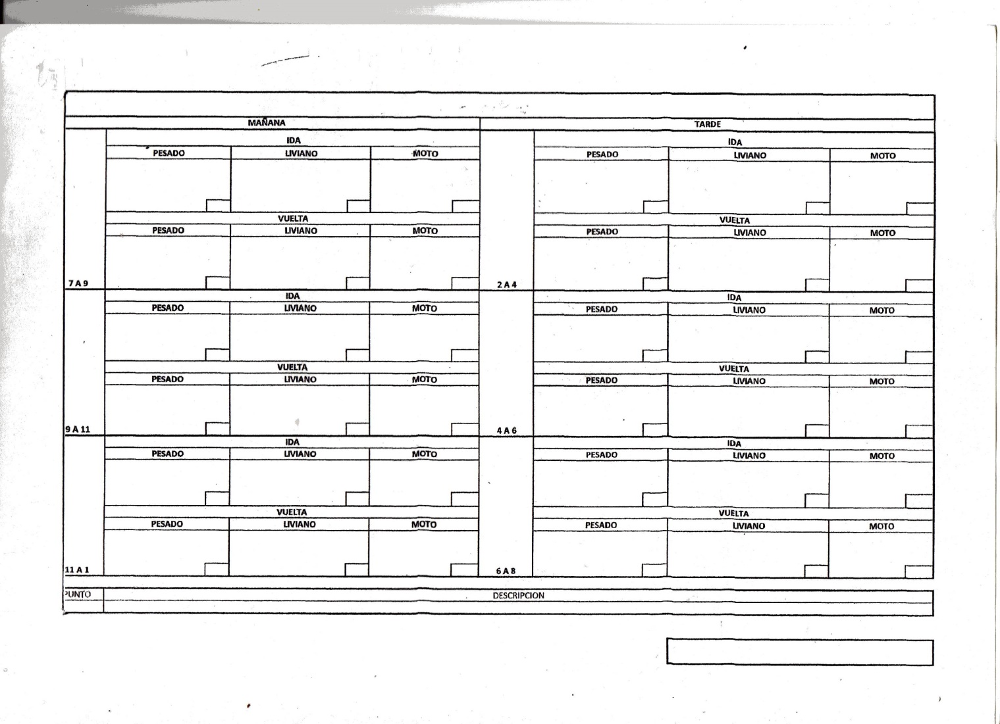 MAÑANA TARDE
IDA IDA
PESADO LIVIANO MOTO PESADO LIVIANO MOTO
VUELTA VUELTA
PESADO LIVIANO MOTO PESADO LIVIANO MOTO
7 A 9 2 A 4
IDA IDA
PESADO LIVIANO MOTO PESADO LIVIANO MOTO
VUELTA VUELTA
PESADO LIVIANO MOTO PESADO LIVIANO MOTO
9 A 11 4 A 6
IDA IDA
PESADO LIVIANO MOTO PESADO LIVIANO MOTO
VUELTA VUELTA
PESADO LIVIANO MOTO PESADO LIVIANO MOTO
11 A 1 6 A 8
PUNTO DESCRIPCION